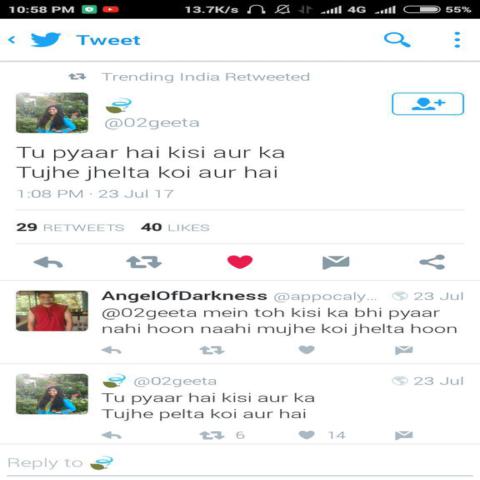 10:58 PM 13.7K/s 4G 55%
Tweet
Trending India Retweeted
@02geeta
Tu pyaar hai kisi aur ka
Tujhe jhelta koi aur hai
1:08 PM · 23 Jul 17
29 RETWEETS 40 LIKES
AngelOfDarkness @appocaly... 23 Jul
@02geeta mein toh kisi ka bhi pyaar
nahi hoon naahi mujhe koi jhelta hoon
@02geeta 23 Jul
Tu pyaar hai kisi aur ka
Tujhe pelta koi aur hai
6 14
Reply to